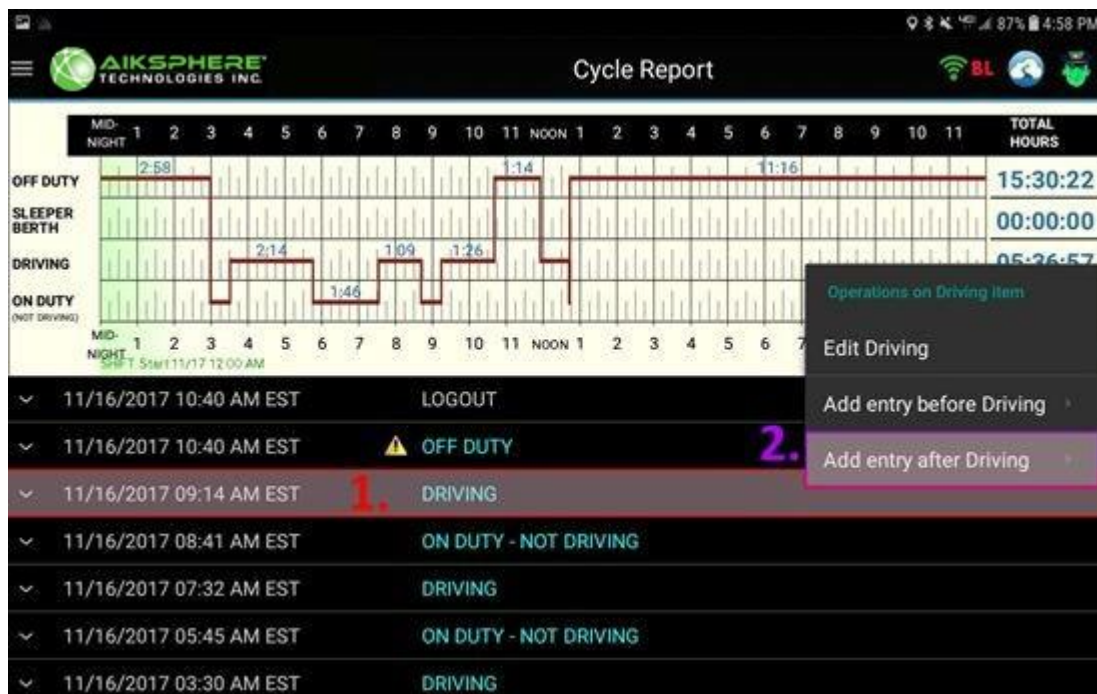 87% 4:58 PM
AIKSPHERE TECHNOLOGIES INC.
Cycle Report
BL
MID-NIGHT 1 2 3 4 5 6 7 8 9 10 11 NOON 1 2 3 4 5 6 7 8 9 10 11 TOTAL HOURS
2:58 1:14 11:16
OFF DUTY 15:30:22
SLEEPER BERTH 00:00:00
2:14 1:09 1:26
DRIVING 05:36:57
1:46
ON DUTY
(NOT DRIVING)
MID-NIGHT 1 2 3 4 5 6 7 8 9 10 11 NOON 1 2 3 4 5 6 7
SHIFT Start 11/17 12:00 AM
Operations on Driving item
Edit Driving
Add entry before Driving
2. Add entry after Driving
11/16/2017 10:40 AM EST LOGOUT
11/16/2017 10:40 AM EST OFF DUTY
11/16/2017 09:14 AM EST 1. DRIVING
11/16/2017 08:41 AM EST ON DUTY - NOT DRIVING
11/16/2017 07:32 AM EST DRIVING
11/16/2017 05:45 AM EST ON DUTY - NOT DRIVING
11/16/2017 03:30 AM EST DRIVING